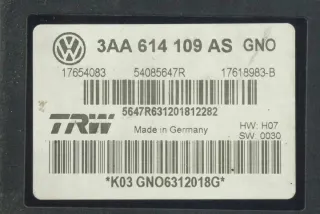 3AA 614 109 AS GNO
17654083 54085647R 17618983-B
5647R631201812282
TRW Made in Germany HW: H07
SW: 0030
*K03 GNO6312018G*